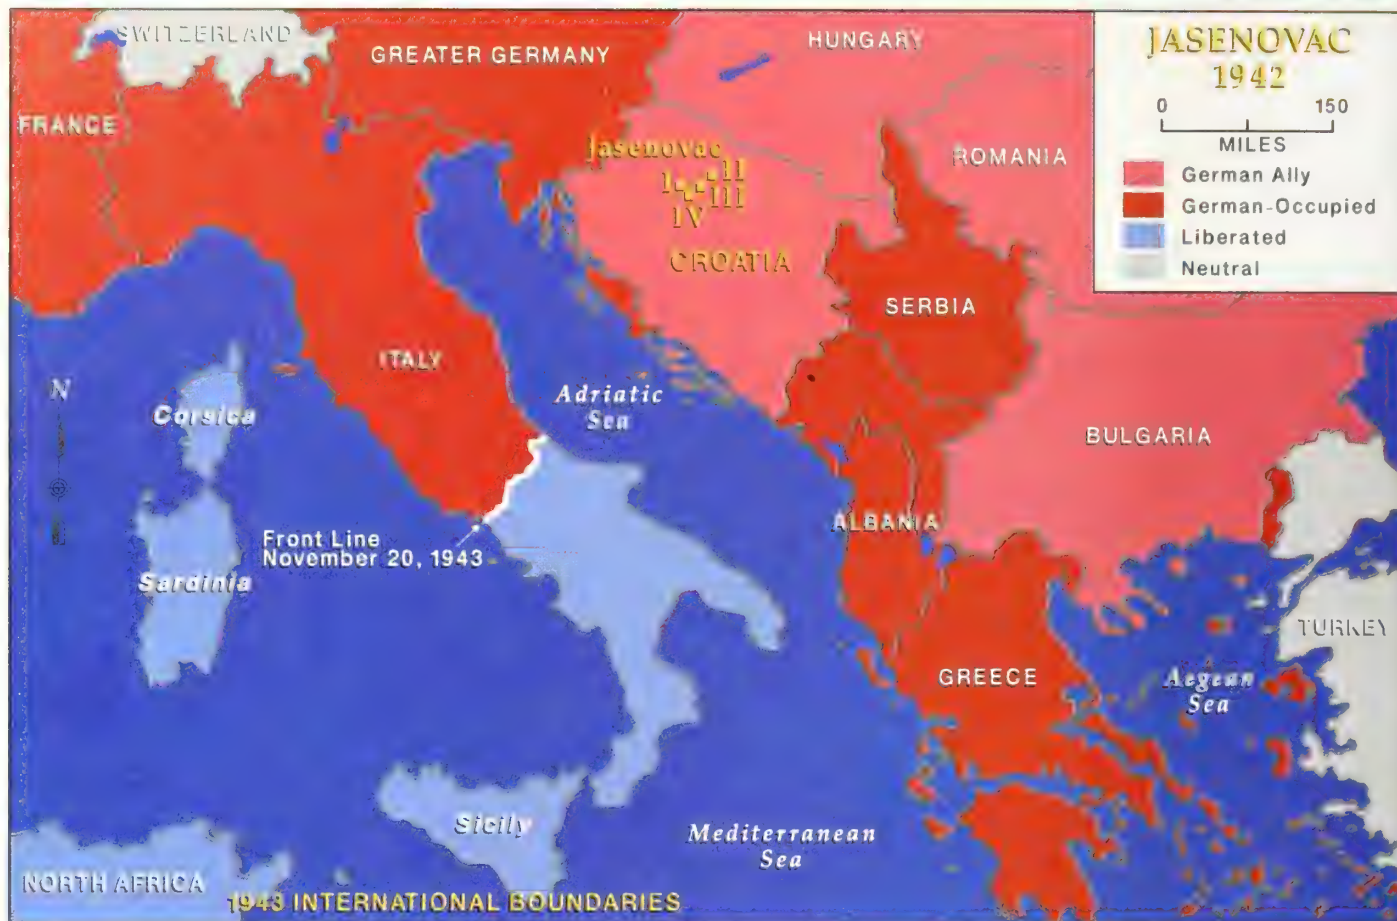 SWITZERLAND
GREATER GERMANY
HUNGARY
JASENOVAC
1942
0 150
MILES
German Ally
German-Occupied
Liberated
Neutral
FRANCE
Jasenovac
I II
III
IV
ROMANIA
CROATIA
SERBIA
ITALY
N
Corsica
Adriatic
Sea
BULGARIA
ALBANIA
Front Line
November 20, 1943
Sardinia
TURKEY
GREECE
Aegean
Sea
Sicily
Mediterranean
Sea
NORTH AFRICA
1943 INTERNATIONAL BOUNDARIES